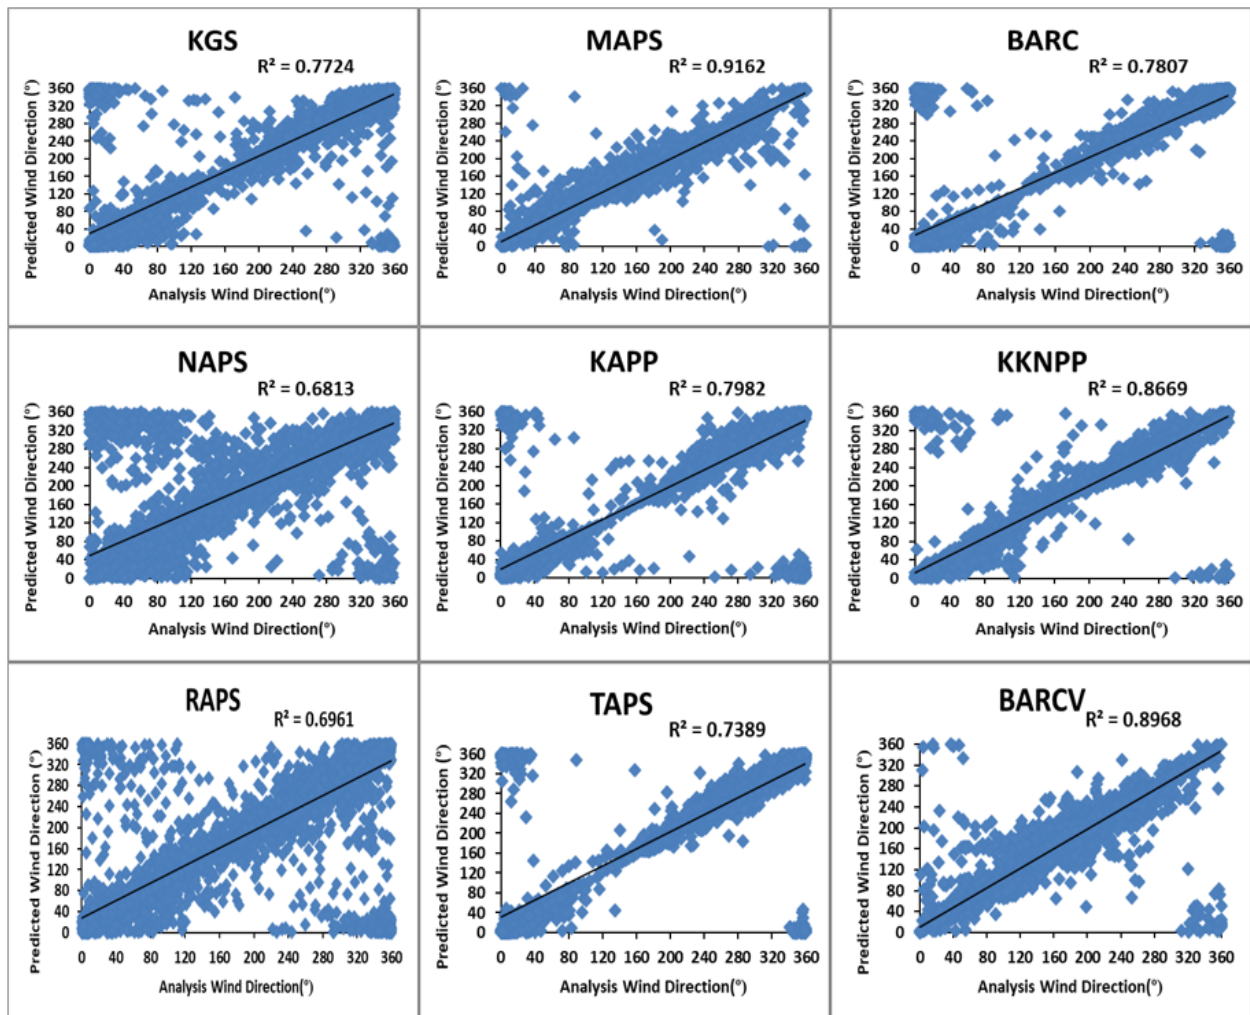 KGS
R² = 0.7724
Predicted Wind Direction (°)
360
320
280
240
200
160
120
80
40
0
0 40 80 120 160 200 240 280 320 360
Analysis Wind Direction(°)
MAPS
R² = 0.9162
Predicted Wind Direction (°)
360
320
280
240
200
160
120
80
40
0
0 40 80 120 160 200 240 280 320 360
Analysis Wind Direction(°)
BARC
R² = 0.7807
Predicted Wind Direction (°)
360
320
280
240
200
160
120
80
40
0
0 40 80 120 160 200 240 280 320 360
Analysis Wind Direction(°)
NAPS
R² = 0.6813
Predicted Wind Direction (°)
360
320
280
240
200
160
120
80
40
0
0 40 80 120 160 200 240 280 320 360
Analysis Wind Direction(°)
KAPP
R² = 0.7982
Predicted Wind Direction (°)
360
320
280
240
200
160
120
80
40
0
0 40 80 120 160 200 240 280 320 360
Analysis Wind Direction(°)
KKNPP
R² = 0.8669
Predicted Wind Direction (°)
360
320
280
240
200
160
120
80
40
0
0 40 80 120 160 200 240 280 320 360
Analysis Wind Direction(°)
RAPS
R² = 0.6961
Predicted Wind Direction (°)
360
320
280
240
200
160
120
80
40
0
0 40 80 120 160 200 240 280 320 360
Analysis Wind Direction(°)
TAPS
R² = 0.7389
Predicted Wind Direction (°)
360
320
280
240
200
160
120
80
40
0
0 40 80 120 160 200 240 280 320 360
Analysis Wind Direction(°)
BARCV
R² = 0.8968
Predicted Wind Direction (°)
360
320
280
240
200
160
120
80
40
0
0 40 80 120 160 200 240 280 320 360
Analysis Wind Direction(°)